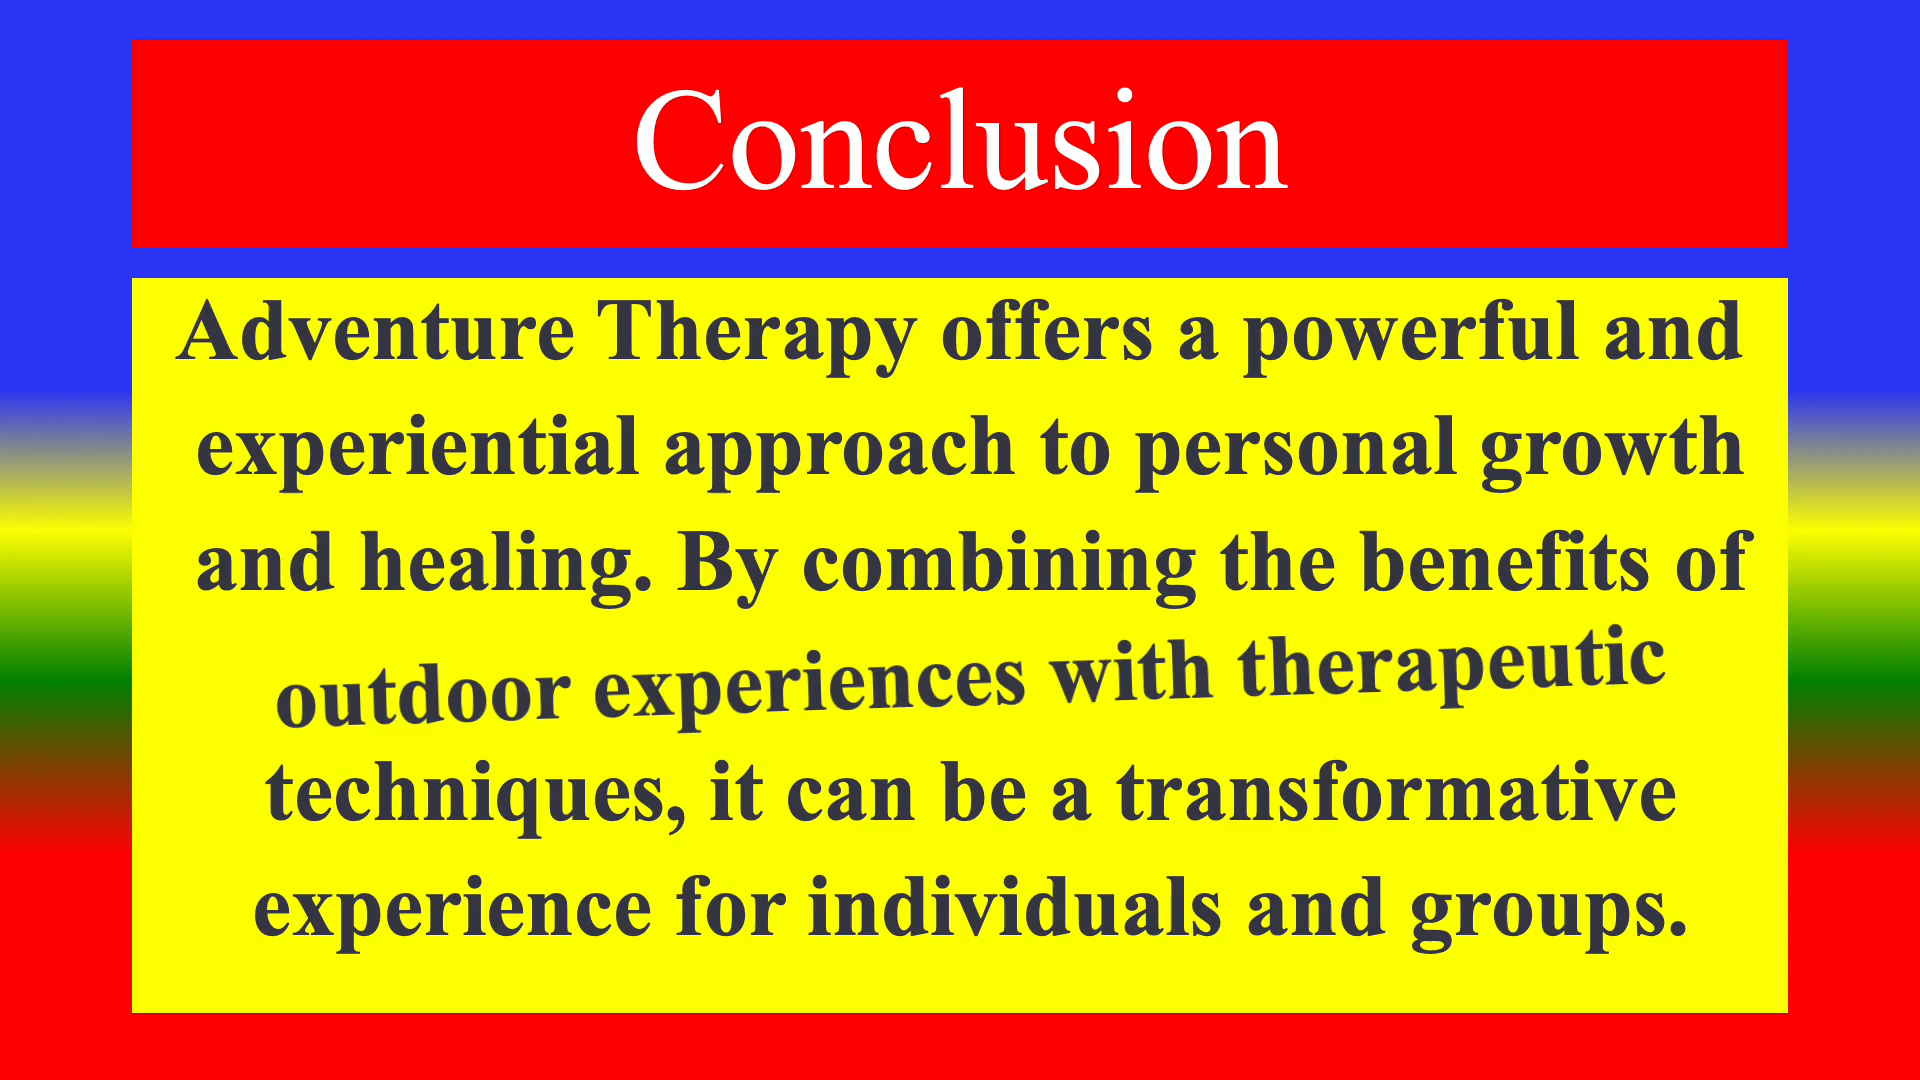 Conclusion
Adventure Therapy offers a powerful and
experiential approach to personal growth
and healing. By combining the benefits of
outdoor experiences with therapeutic
techniques, it can be a transformative
experience for individuals and groups.